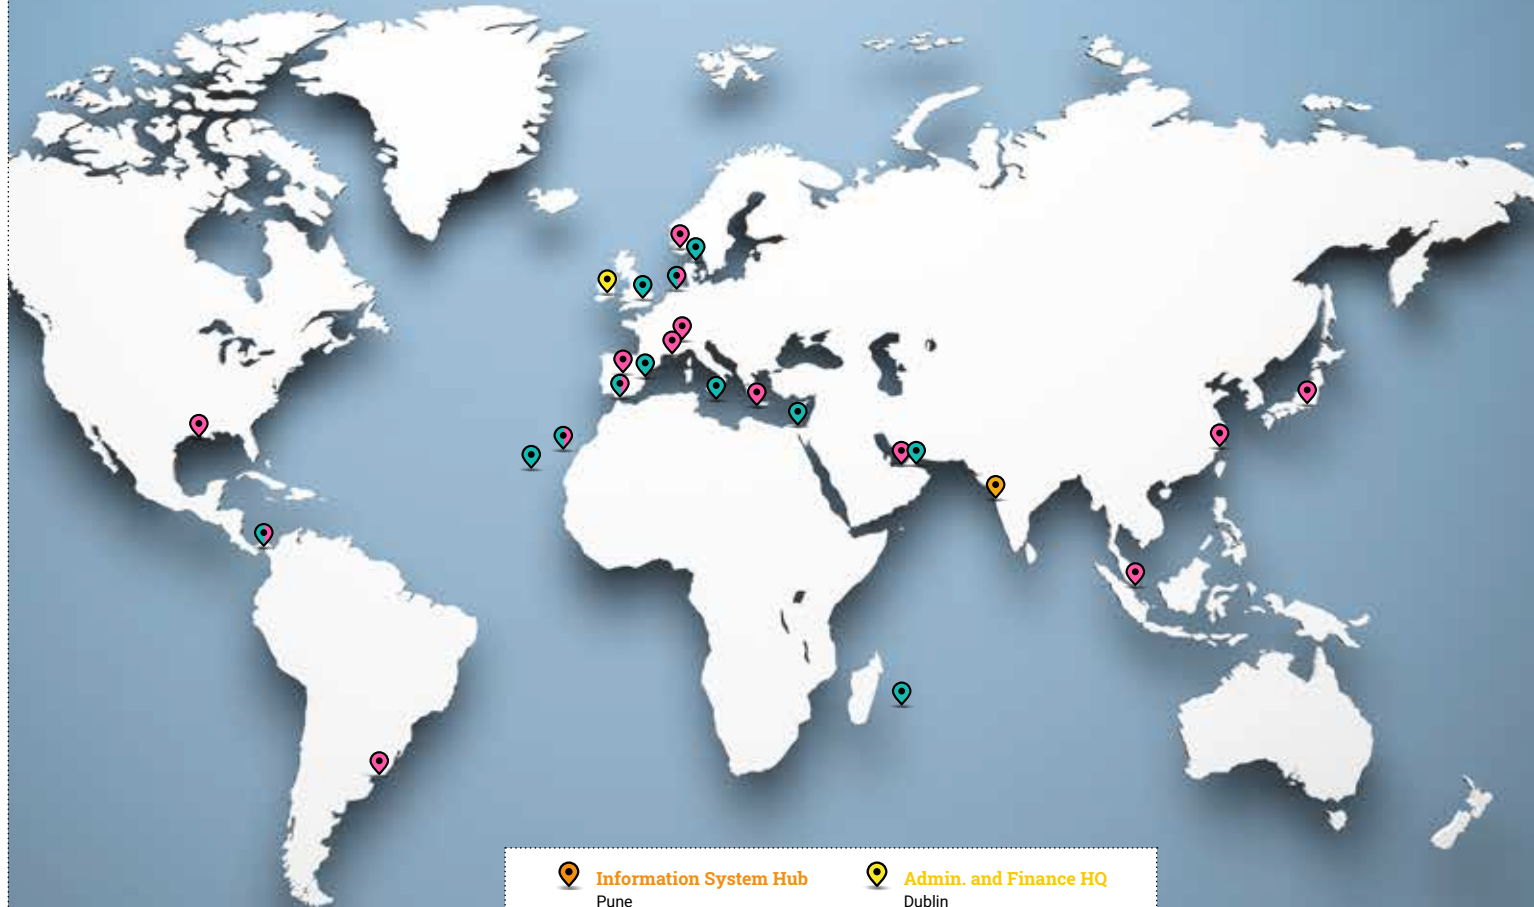 Information System Hub
Pune
Admin. and Finance HQ
Dublin